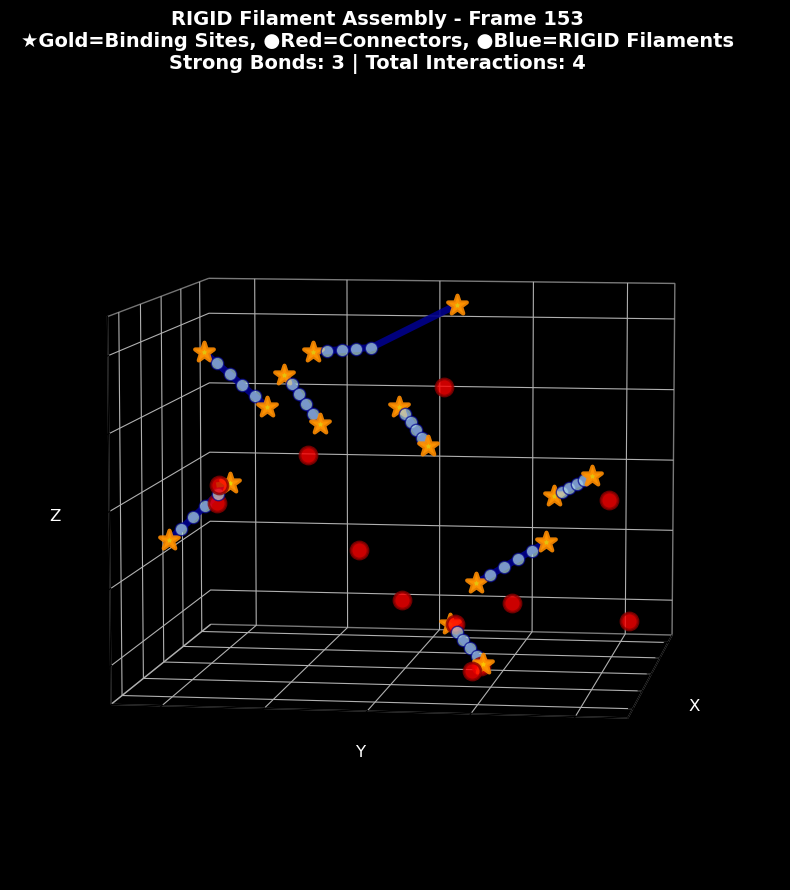 RIGID Filament Assembly - Frame 153
★Gold=Binding Sites, ●Red=Connectors, ●Blue=RIGID Filaments
Strong Bonds: 3 | Total Interactions: 4
Z
X
Y